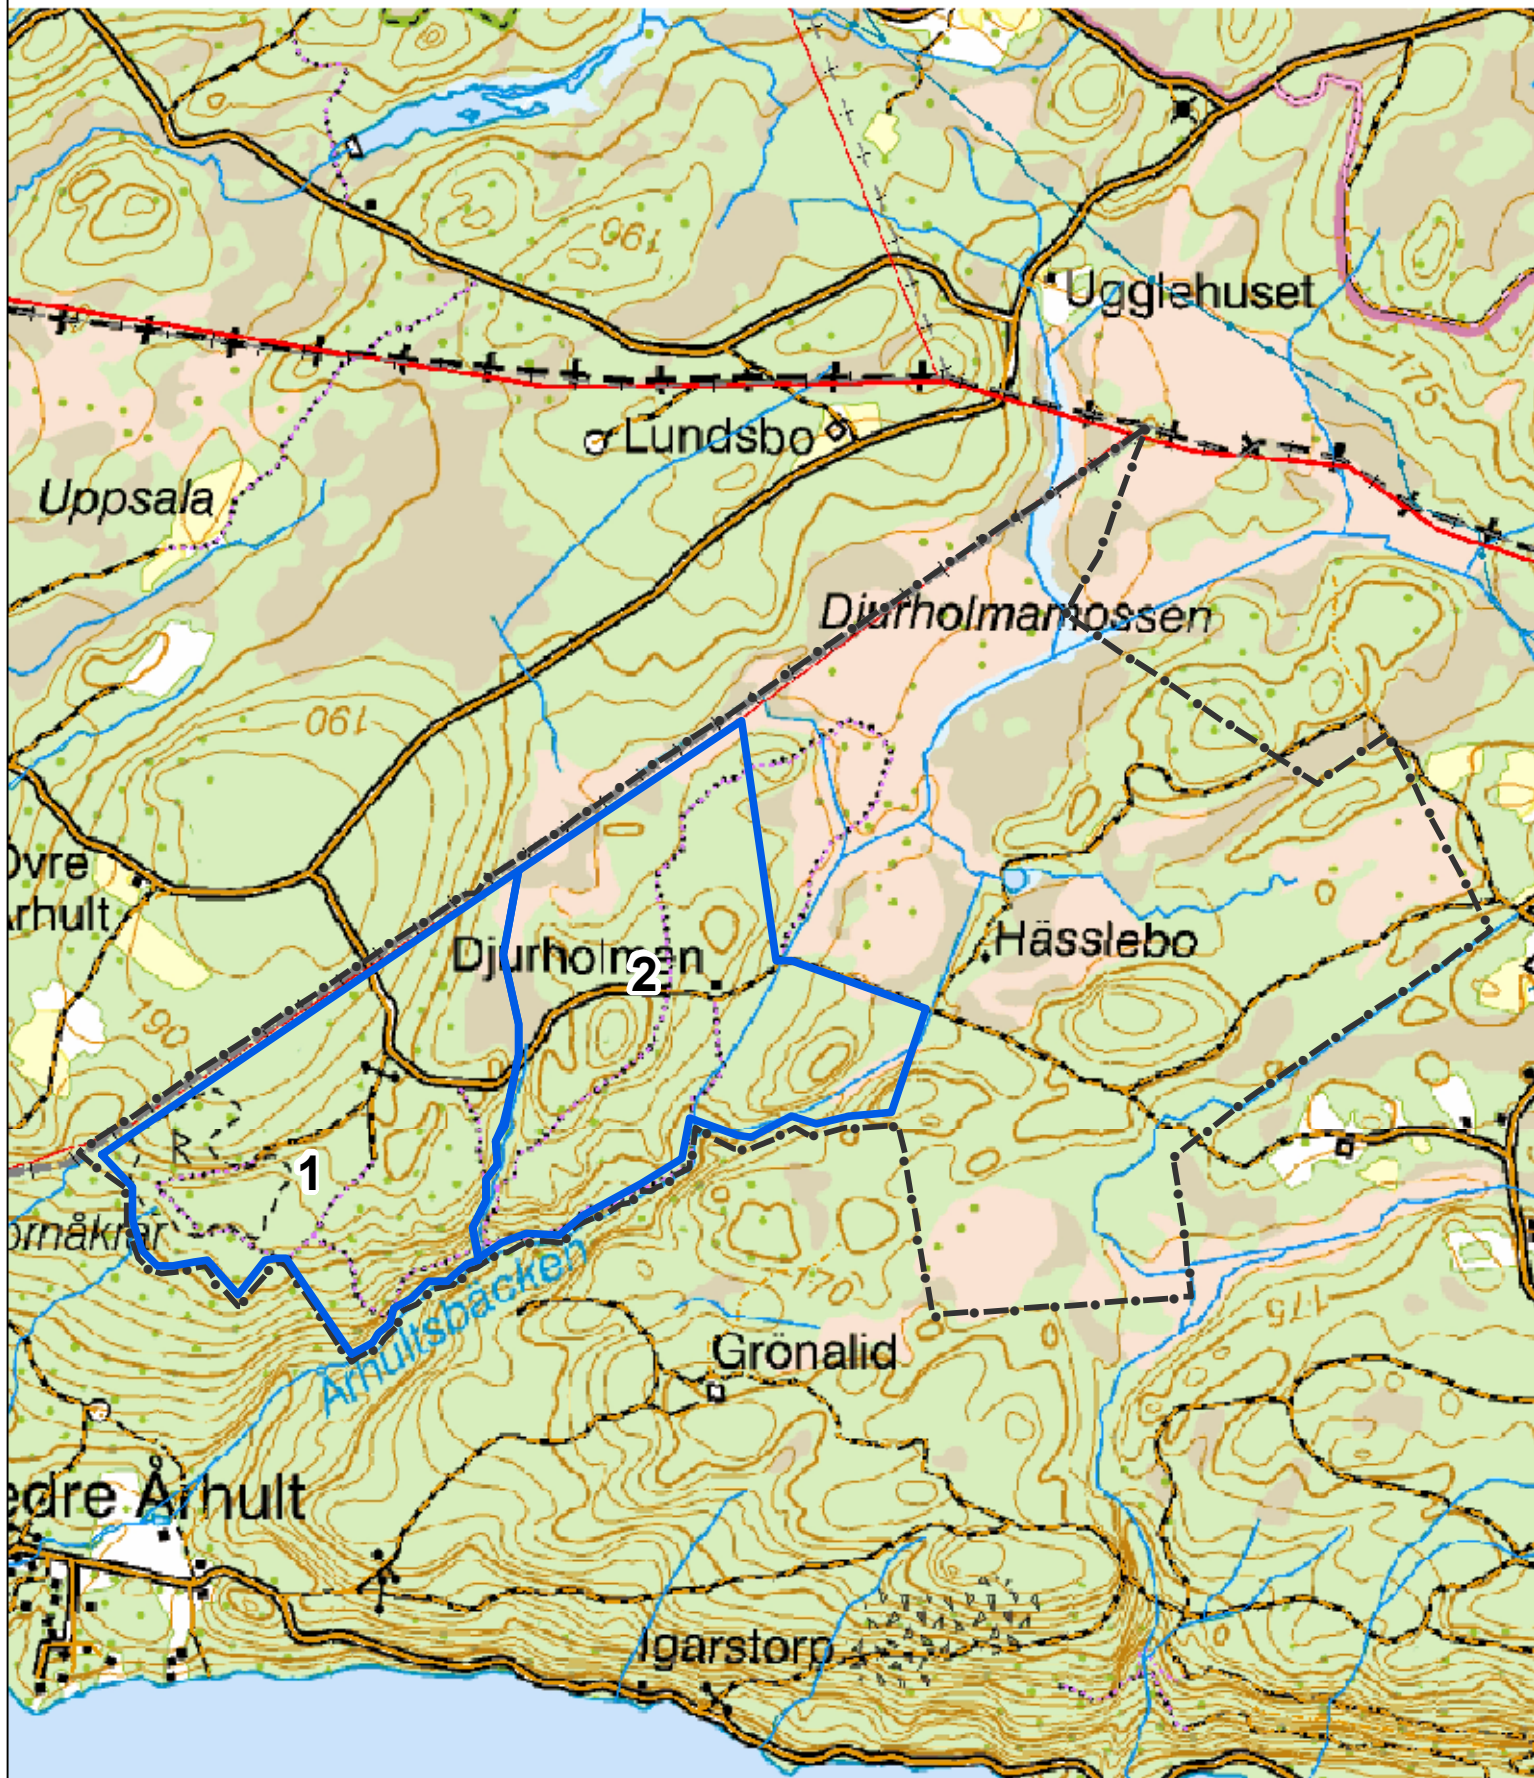 190
Ugglehuset
175
Lundsbo
Uppsala
Djurholmamossen
190
Övre
Århult
Hässlebo
Djurholmen
2
190
R
1
ornåkrar
170
175
Århultsbäcken
Grönalid
edre Århult
Igarstorp